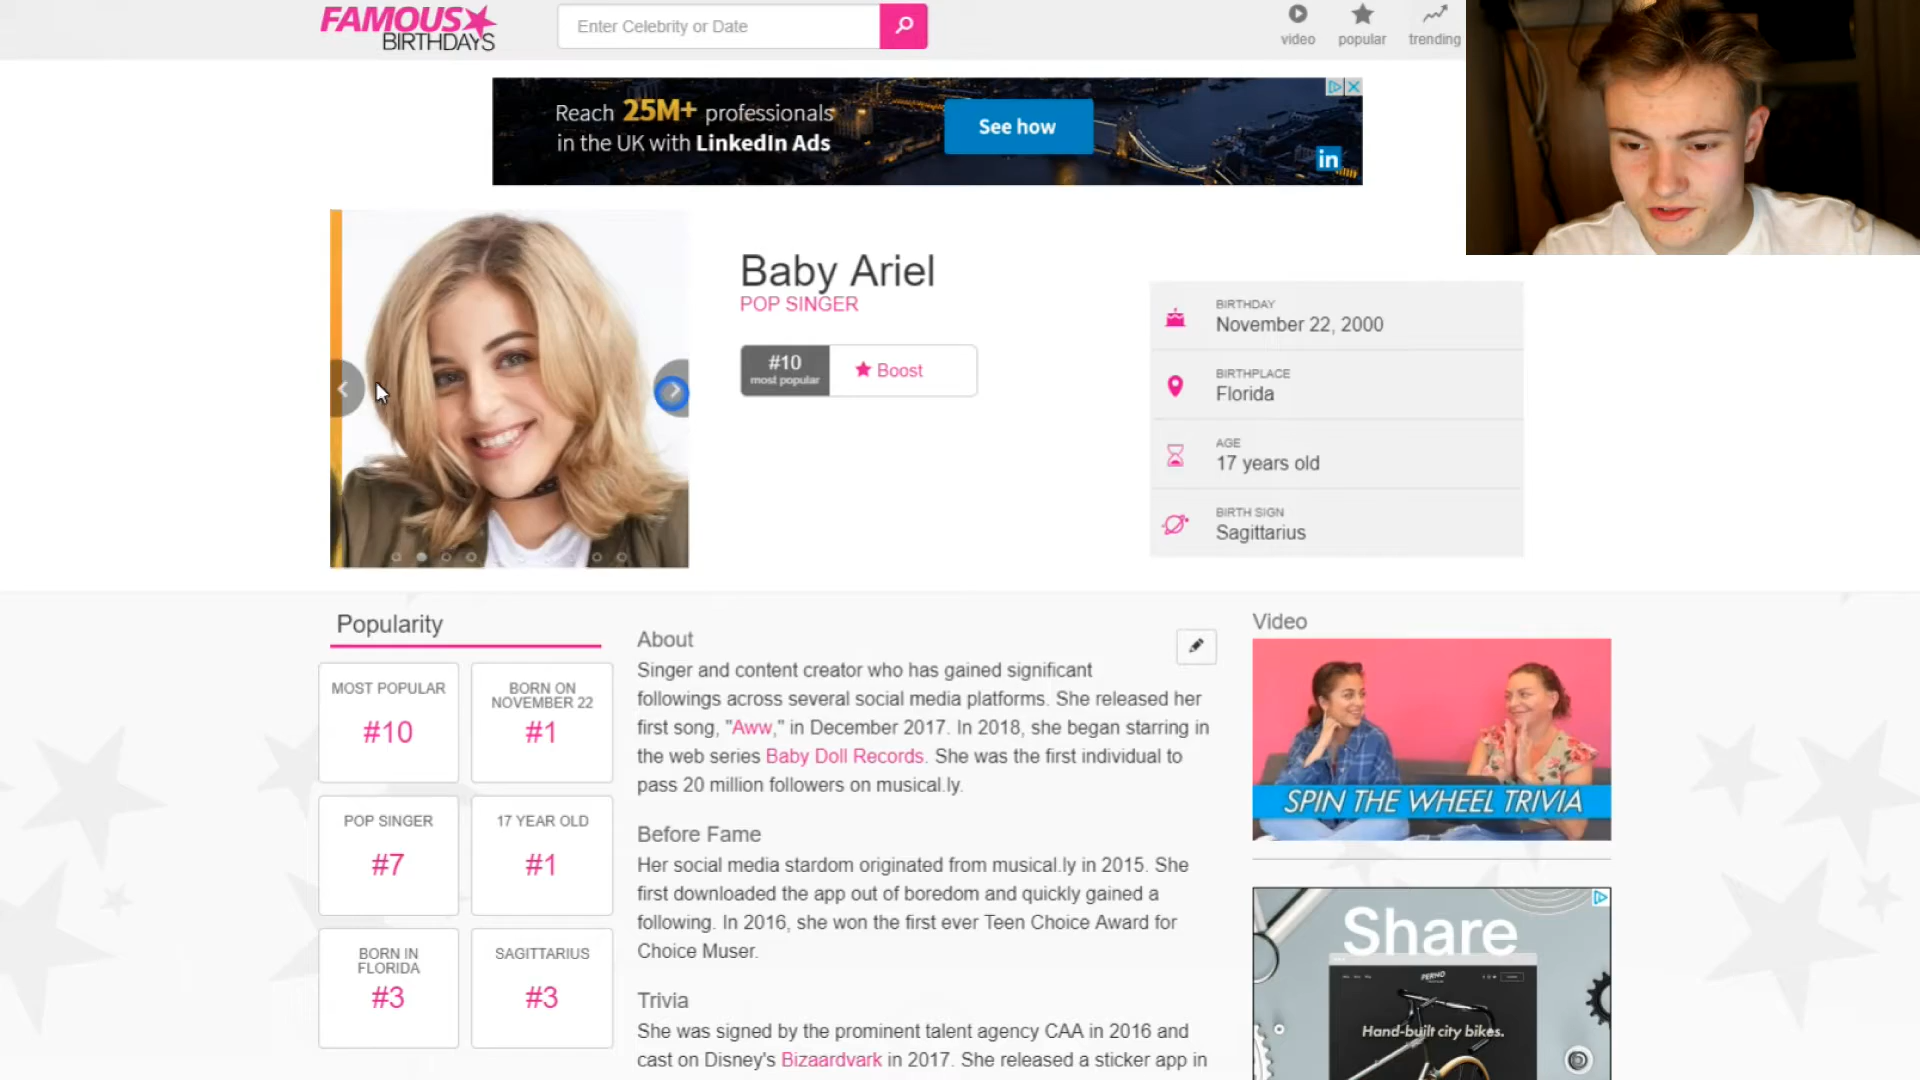 FAMOUS
BIRTHDAYS
Enter Celebrity or Date
video
popular
trending
Reach 25M+ professionals
in the UK with LinkedIn Ads
See how
in
Baby Ariel
POP SINGER
#10
most popular
Boost
BIRTHDAY
November 22, 2000
BIRTHPLACE
Florida
AGE
17 years old
BIRTH SIGN
Sagittarius
Popularity
MOST POPULAR
#10
BORN ON
NOVEMBER 22
#1
POP SINGER
#7
17 YEAR OLD
#1
BORN IN
FLORIDA
#3
SAGITTARIUS
#3
About
Singer and content creator who has gained significant
followings across several social media platforms. She released her
first song, "Aww," in December 2017. In 2018, she began starring in
the web series Baby Doll Records. She was the first individual to
pass 20 million followers on musical.ly.
Before Fame
Her social media stardom originated from musical.ly in 2015. She
first downloaded the app out of boredom and quickly gained a
following. In 2016, she won the first ever Teen Choice Award for
Choice Muser.
Trivia
She was signed by the prominent talent agency CAA in 2016 and
cast on Disney's Bizaardvark in 2017. She released a sticker app in
Video
SPIN THE WHEEL TRIVIA
Share
Hand-built city bikes.